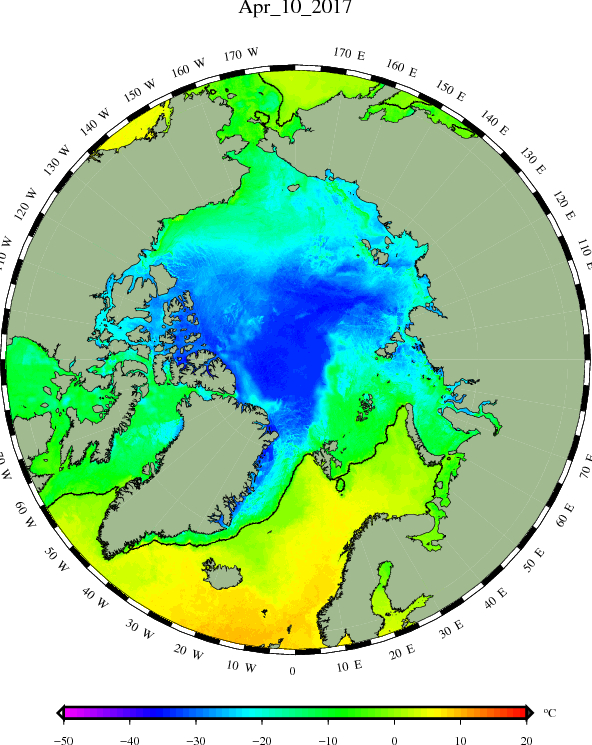 Apr_10_2017
170 W
170 E
160 W
160 E
150 W
150 E
140 W
140 E
130 W
130 E
120 W
120 E
110 E
70 E
60 W
60 E
50 W
50 E
40 W
40 E
30 W
30 E
20 W
20 E
10 W
10 E
0
°C
−50 −40 −30 −20 −10 0 10 20